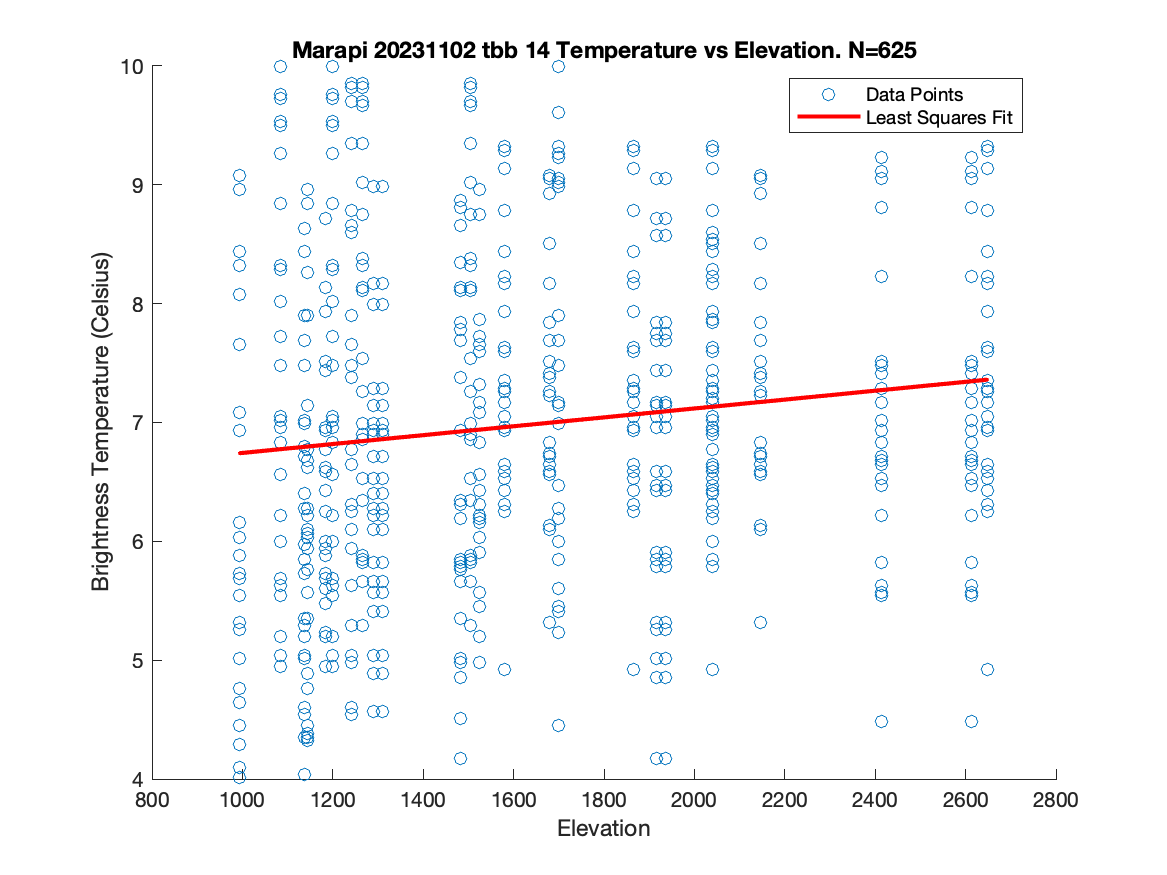 Marapi 20231102 tbb 14 Temperature vs Elevation. N=625
Data Points
Least Squares Fit
10
9
8
7
6
5
4
Brightness Temperature (Celsius)
800 1000 1200 1400 1600 1800 2000 2200 2400 2600 2800
Elevation